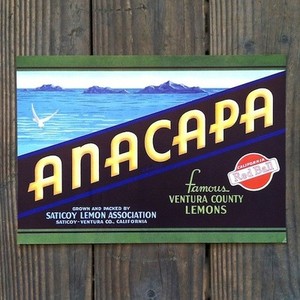 ANACAPA
famous
VENTURA COUNTY
LEMONS
CALIFORNIA
Red Ball
GROWN AND PACKED BY
SATICOY LEMON ASSOCIATION
SATICOY-VENTURA CO., CALIFORNIA